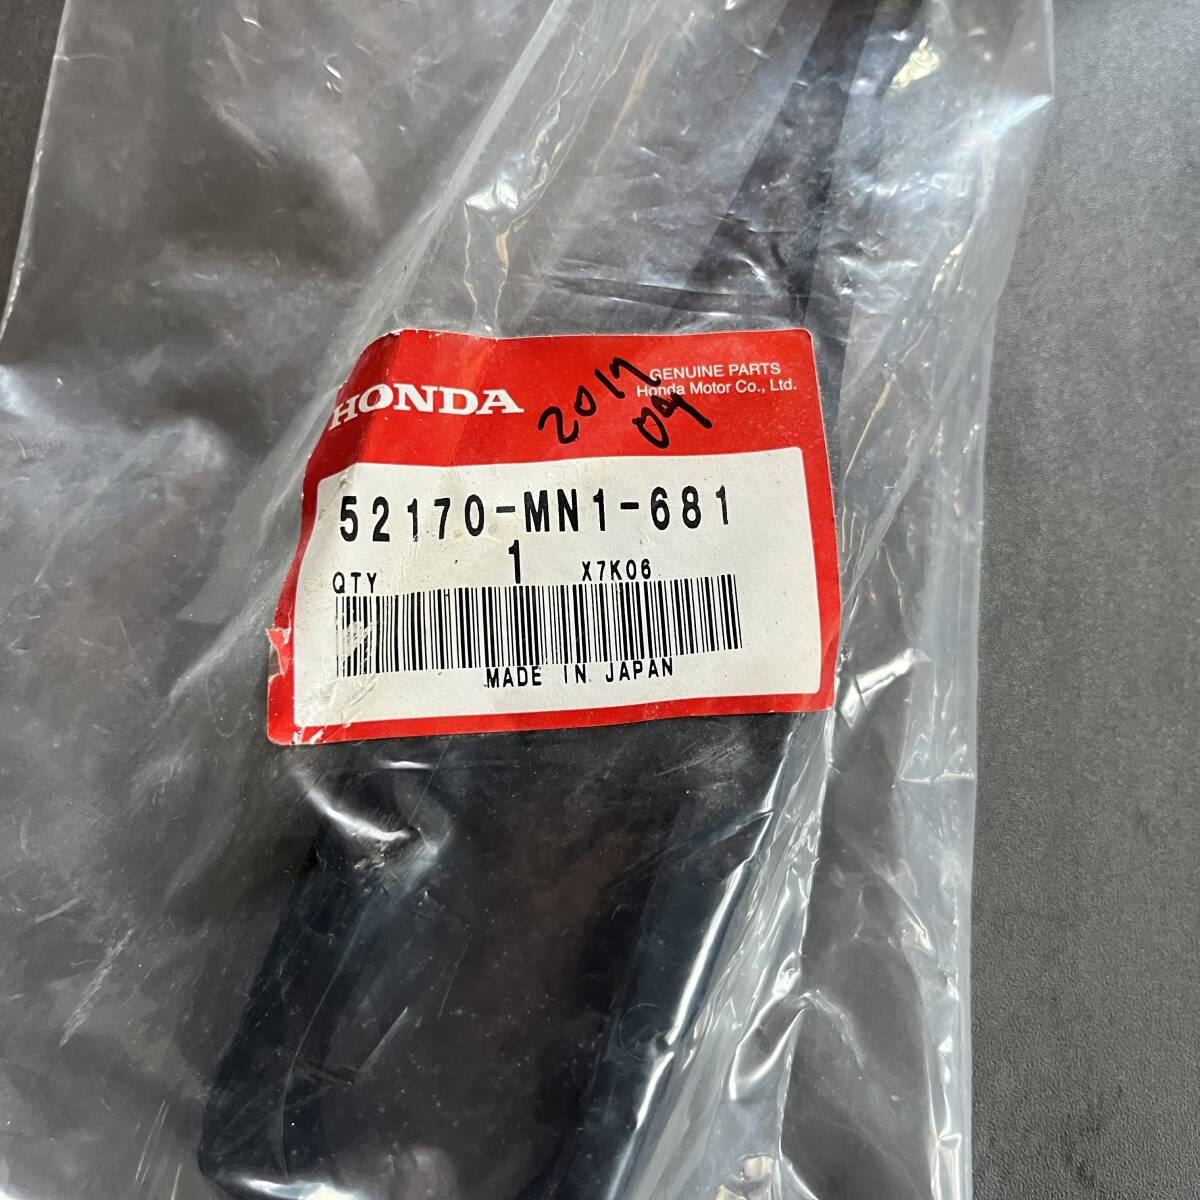 HONDA
GENUINE PARTS
Honda Motor Co., Ltd.
2017
04
52170-MN1-681
QTY 1 X7K06
MADE IN JAPAN